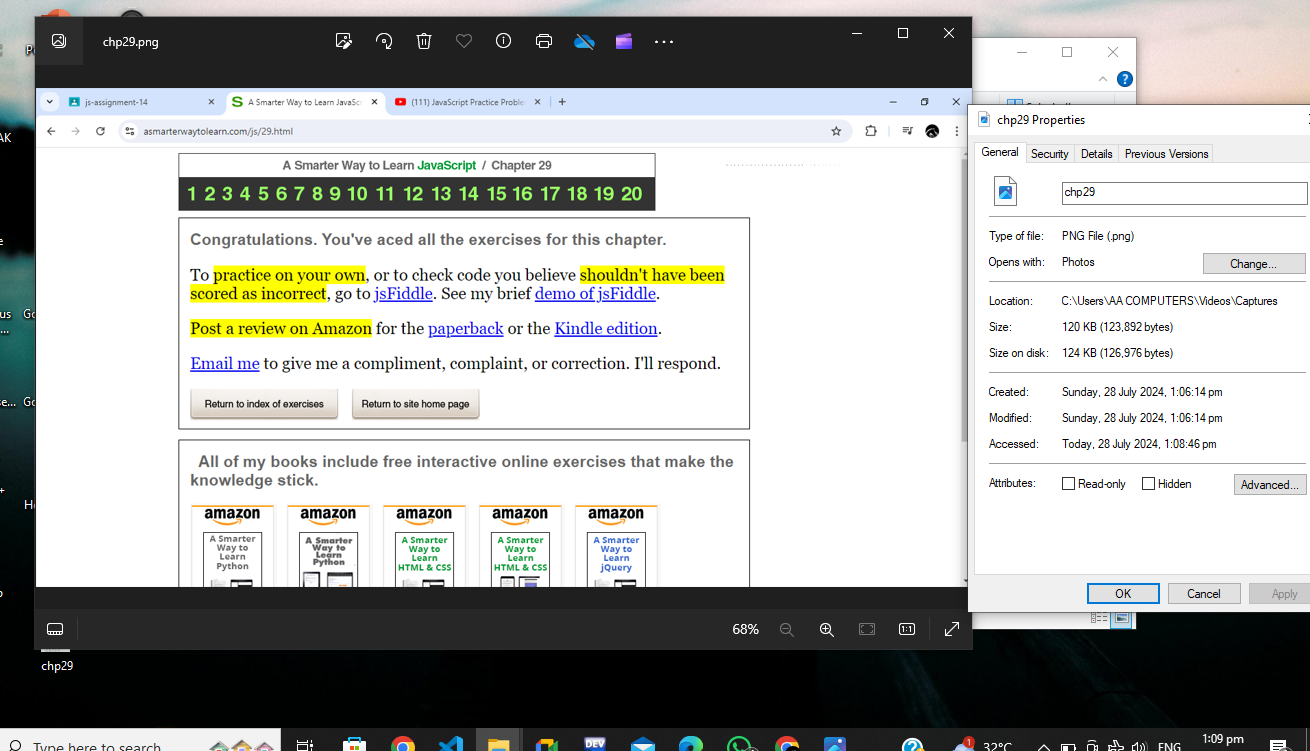 chp29.png
js-assignment-14
A Smarter Way to Learn JavaSc
(111) JavaScript Practice Proble
asmarterwaytolearn.com/js/29.html
A Smarter Way to Learn JavaScript / Chapter 29
1 2 3 4 5 6 7 8 9 10 11 12 13 14 15 16 17 18 19 20
Congratulations. You've aced all the exercises for this chapter.
To practice on your own, or to check code you believe shouldn't have been
scored as incorrect, go to jsFiddle. See my brief demo of jsFiddle.
Post a review on Amazon for the paperback or the Kindle edition.
Email me to give me a compliment, complaint, or correction. I'll respond.
Return to index of exercises
Return to site home page
All of my books include free interactive online exercises that make the
knowledge stick.
amazon amazon amazon amazon amazon
A Smarter Way to Learn Python
A Smarter Way to Learn Python
A Smarter Way to Learn HTML & CSS
A Smarter Way to Learn HTML & CSS
A Smarter Way to Learn jQuery
68%
1:1
chp29 Properties
General Security Details Previous Versions
chp29
Type of file: PNG File (.png)
Opens with: Photos
Change...
Location: C:\Users\AA COMPUTERS\Videos\Captures
Size: 120 KB (123,892 bytes)
Size on disk: 124 KB (126,976 bytes)
Created: Sunday, 28 July 2024, 1:06:14 pm
Modified: Sunday, 28 July 2024, 1:06:14 pm
Accessed: Today, 28 July 2024, 1:08:46 pm
Attributes: Read-only Hidden Advanced...
OK Cancel Apply
chp29
Type here to search
DEV
1
32°C
ENG
1:09 pm